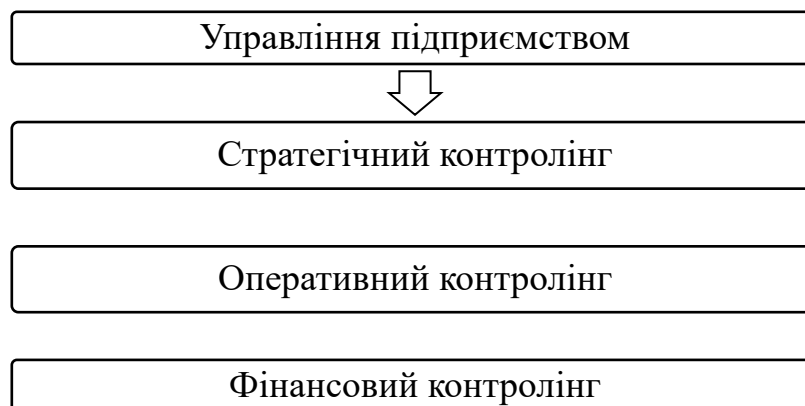 Управління підприємством
Стратегічний контролінг
Оперативний контролінг
Фінансовий контролінг